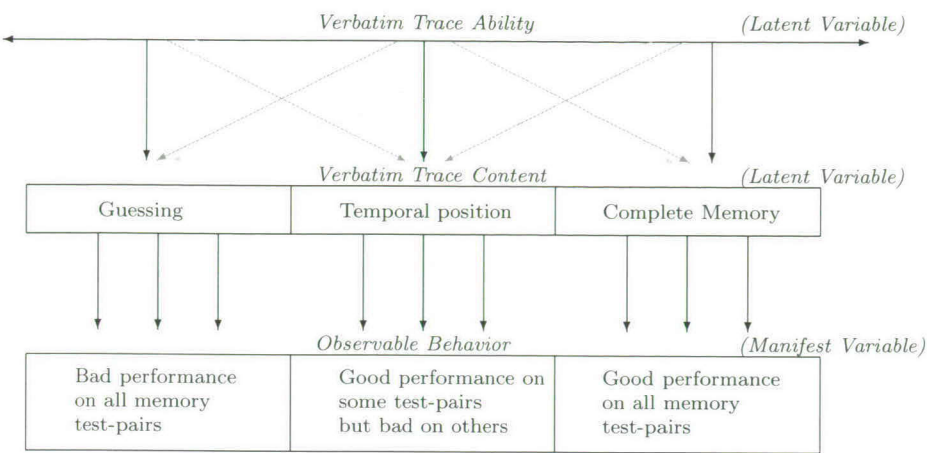 Verbatim Trace Ability (Latent Variable)
Verbatim Trace Content (Latent Variable)
Guessing Temporal position Complete Memory
Observable Behavior (Manifest Variable)
Bad performance
on all memory
test-pairs
Good performance on
some test-pairs
but bad on others
Good performance
on all memory
test-pairs